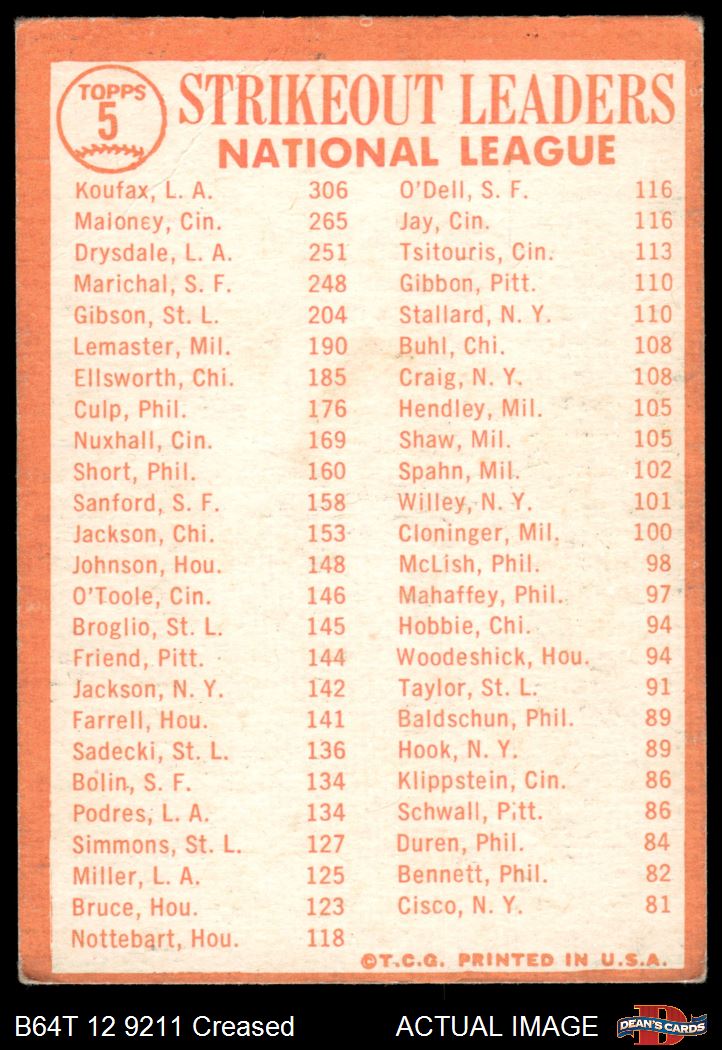 TOPPS
5
STRIKEOUT LEADERS
NATIONAL LEAGUE
Koufax, L. A. 306
Maloney, Cin. 265
Drysdale, L. A. 251
Marichal, S. F. 248
Gibson, St. L. 204
Lemaster, Mil. 190
Ellsworth, Chi. 185
Culp, Phil. 176
Nuxhall, Cin. 169
Short, Phil. 160
Sanford, S. F. 158
Jackson, Chi. 153
Johnson, Hou. 148
O'Toole, Cin. 146
Broglio, St. L. 145
Friend, Pitt. 144
Jackson, N. Y. 142
Farrell, Hou. 141
Sadecki, St. L. 136
Bolin, S. F. 134
Podres, L. A. 134
Simmons, St. L. 127
Miller, L. A. 125
Bruce, Hou. 123
Nottebart, Hou. 118
O'Dell, S. F. 116
Jay, Cin. 116
Tsitouris, Cin. 113
Gibbon, Pitt. 110
Stallard, N. Y. 110
Buhl, Chi. 108
Craig, N. Y. 108
Hendley, Mil. 105
Shaw, Mil. 105
Spahn, Mil. 102
Willey, N. Y. 101
Cloninger, Mil. 100
McLish, Phil. 98
Mahaffey, Phil. 97
Hobbie, Chi. 94
Woodeshick, Hou. 94
Taylor, St. L. 91
Baldschun, Phil. 89
Hook, N. Y. 89
Klippstein, Cin. 86
Schwall, Pitt. 86
Duren, Phil. 84
Bennett, Phil. 82
Cisco, N. Y. 81
©T.C.G. PRINTED IN U.S.A.
B64T 12 9211 Creased
ACTUAL IMAGE
D
DEAN'S CARDS